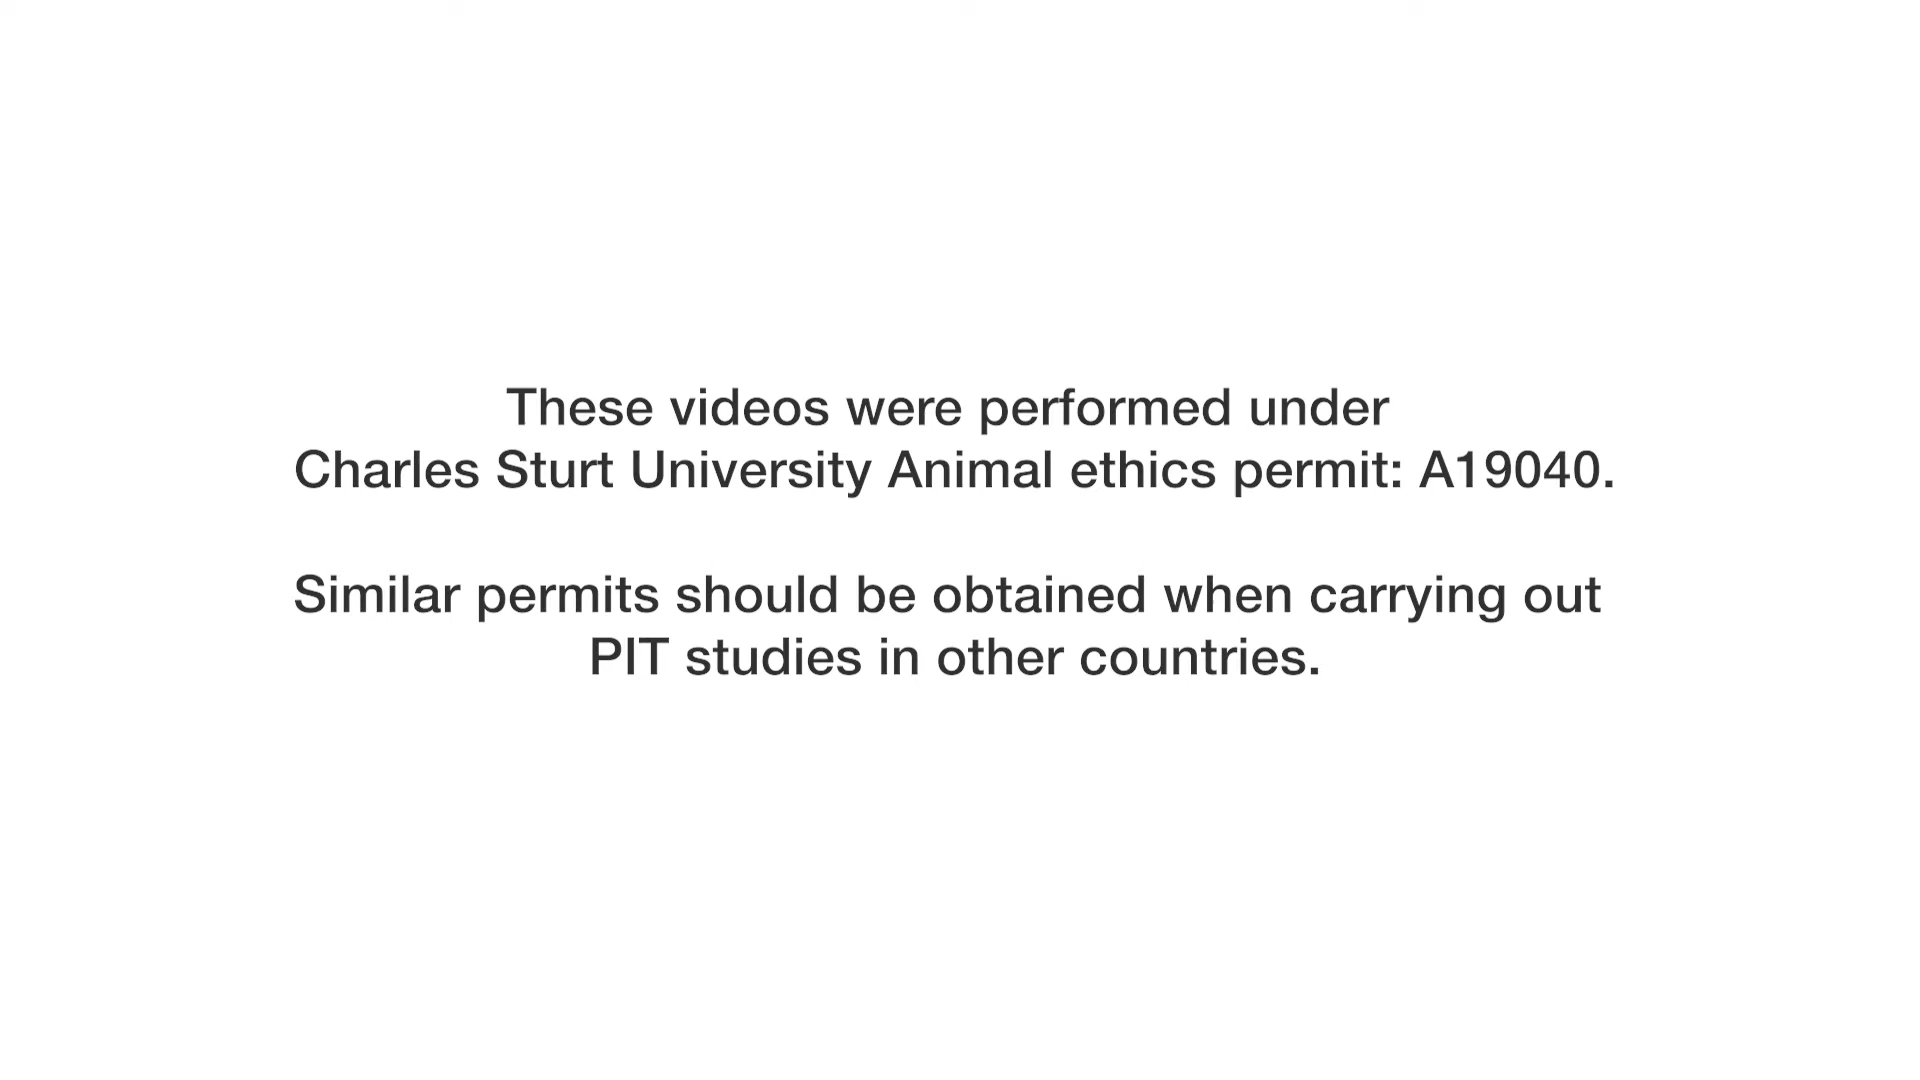 These videos were performed under
Charles Sturt University Animal ethics permit: A19040.
Similar permits should be obtained when carrying out
PIT studies in other countries.